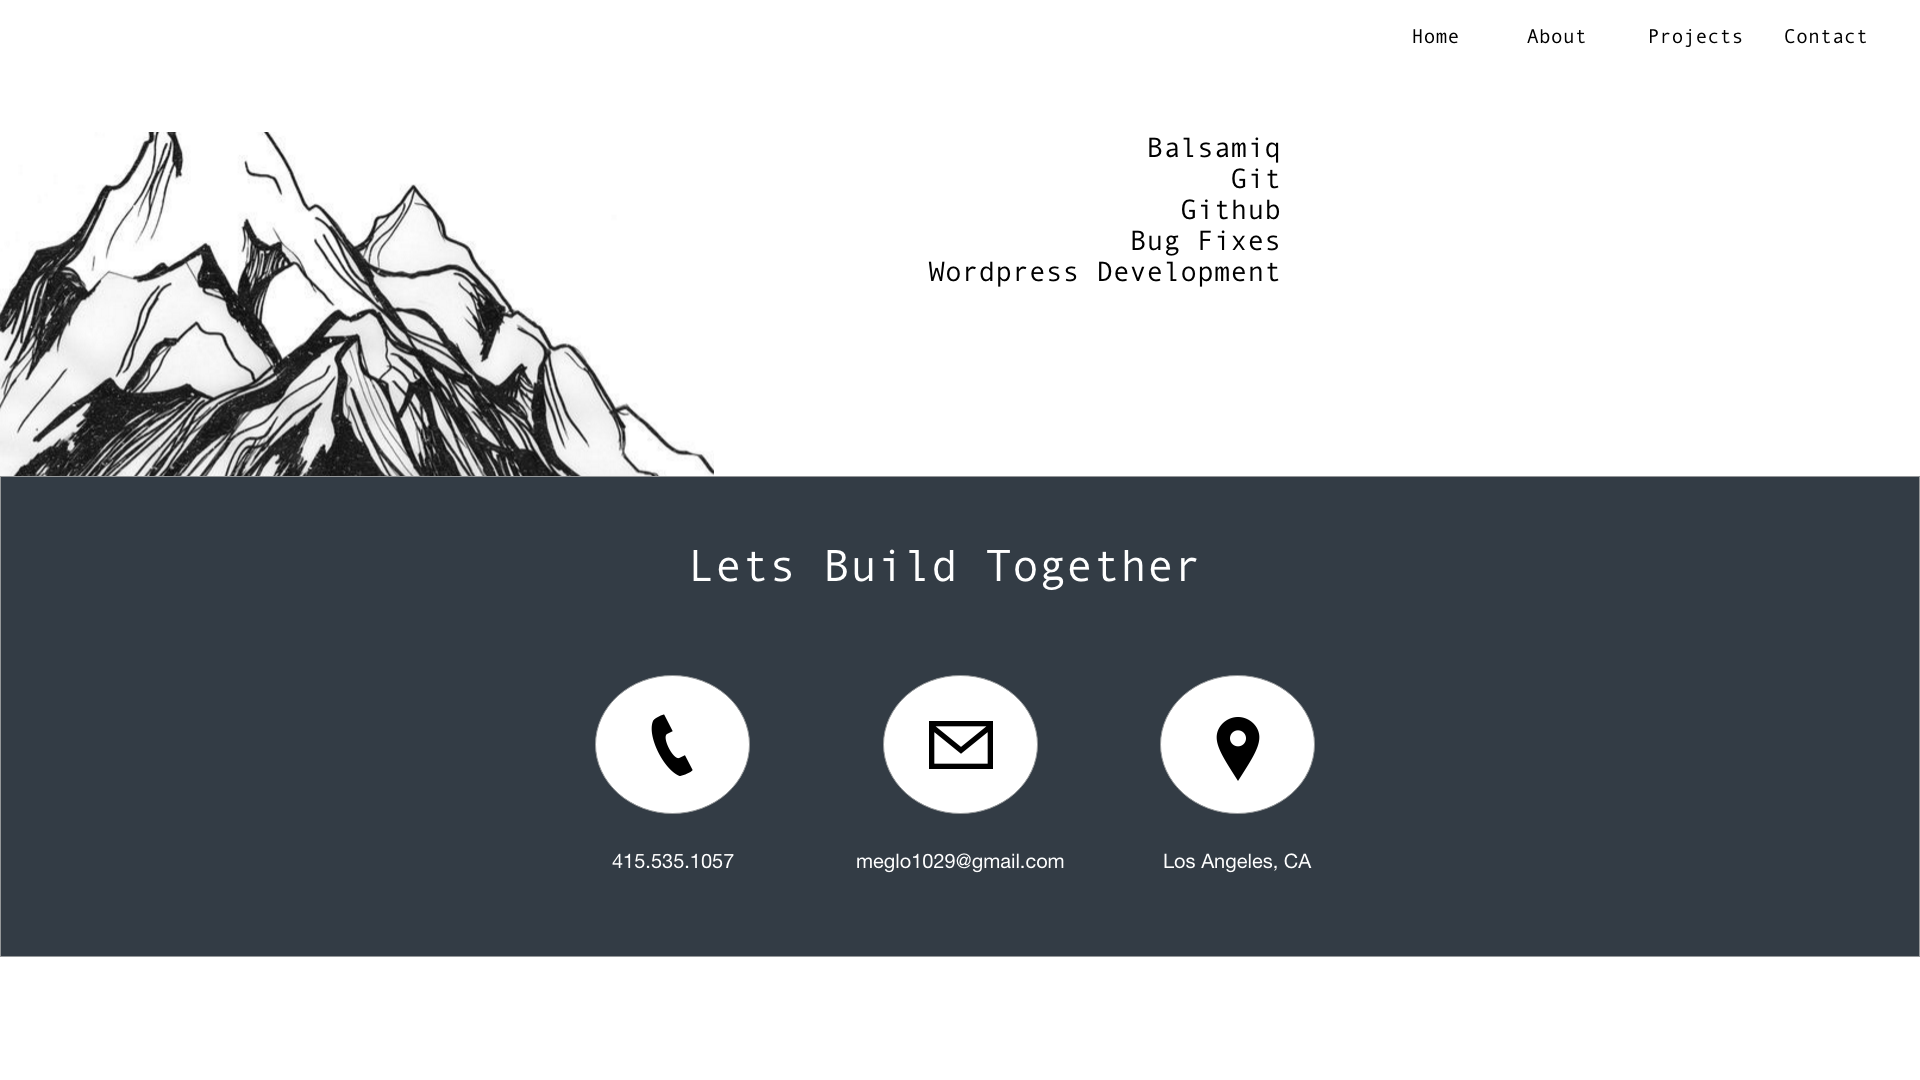 Home About Projects Contact
Balsamiq
Git
Github
Bug Fixes
Wordpress Development
Lets Build Together
415.535.1057 meglo1029@gmail.com Los Angeles, CA